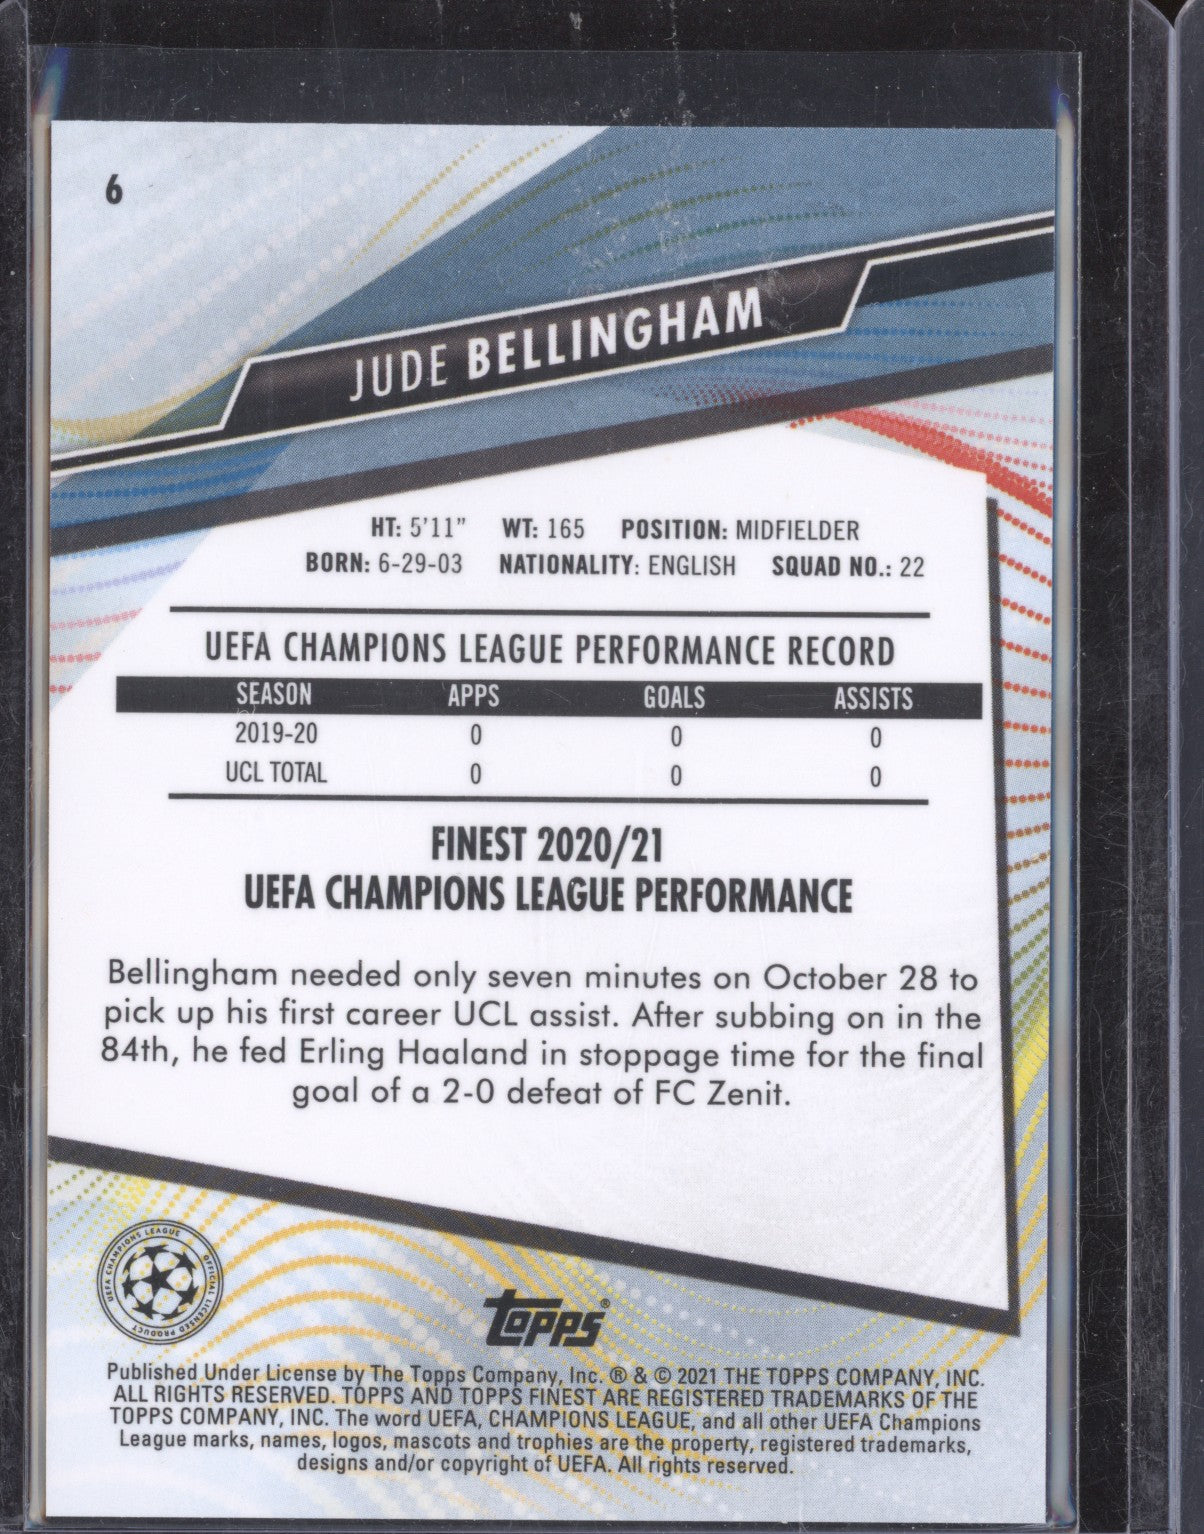 6
JUDE BELLINGHAM
HT: 5'11" WT: 165 POSITION: MIDFIELDER
BORN: 6-29-03 NATIONALITY: ENGLISH SQUAD NO.: 22
UEFA CHAMPIONS LEAGUE PERFORMANCE RECORD
SEASON APPS GOALS ASSISTS
2019-20 0 0 0
UCL TOTAL 0 0 0
FINEST 2020/21
UEFA CHAMPIONS LEAGUE PERFORMANCE
Bellingham needed only seven minutes on October 28 to
pick up his first career UCL assist. After subbing on in the
84th, he fed Erling Haaland in stoppage time for the final
goal of a 2-0 defeat of FC Zenit.
UEFA CHAMPIONS LEAGUE OFFICIAL LICENSED PRODUCT
TOPPS®
Published Under License by The Topps Company, Inc. ® & © 2021 THE TOPPS COMPANY, INC.
ALL RIGHTS RESERVED. TOPPS AND TOPPS FINEST ARE REGISTERED TRADEMARKS OF THE
TOPPS COMPANY, INC. The word UEFA, CHAMPIONS LEAGUE, and all other UEFA Champions
League marks, names, logos, mascots and trophies are the property, registered trademarks,
designs and/or copyright of UEFA. All rights reserved.